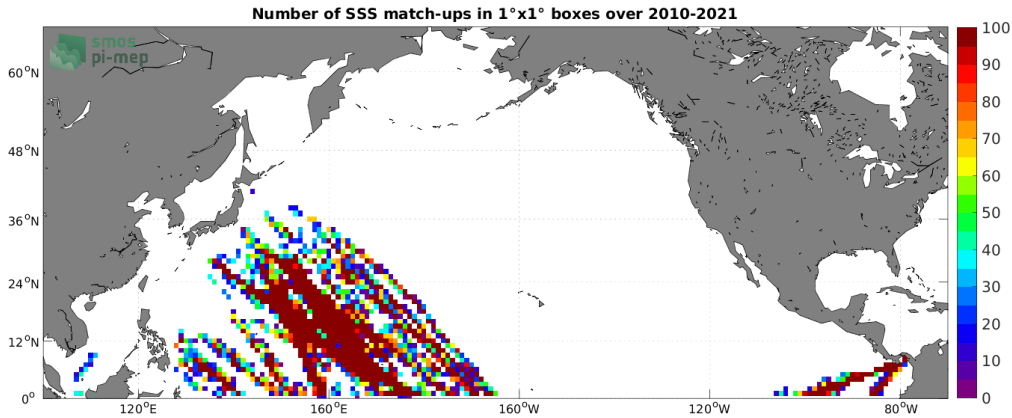 Number of SSS match-ups in 1°x1° boxes over 2010-2021
smos
pi-mep
60°N
48°N
36°N
24°N
12°N
0°
120°E
160°E
160°W
120°W
80°W
100
90
80
70
60
50
40
30
20
10
0